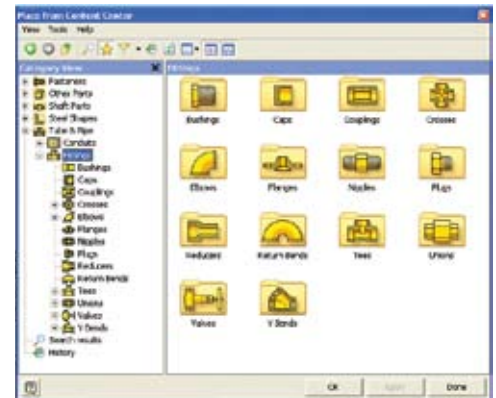 Place from Content Center
View Tools Help
Category View
Fittings
Fasteners
Other Parts
Shaft Parts
Steel Shapes
Tube & Pipe
Conduits
Fittings
Bushings
Caps
Couplings
Crosses
Elbows
Flanges
Nipples
Plugs
Reducers
Return Bends
Tees
Unions
Valves
Y Bends
Search results
History
Bushings Caps Couplings Crosses
Elbows Flanges Nipples Plugs
Reducers Return Bends Tees Unions
Valves Y Bends
OK Apply Done